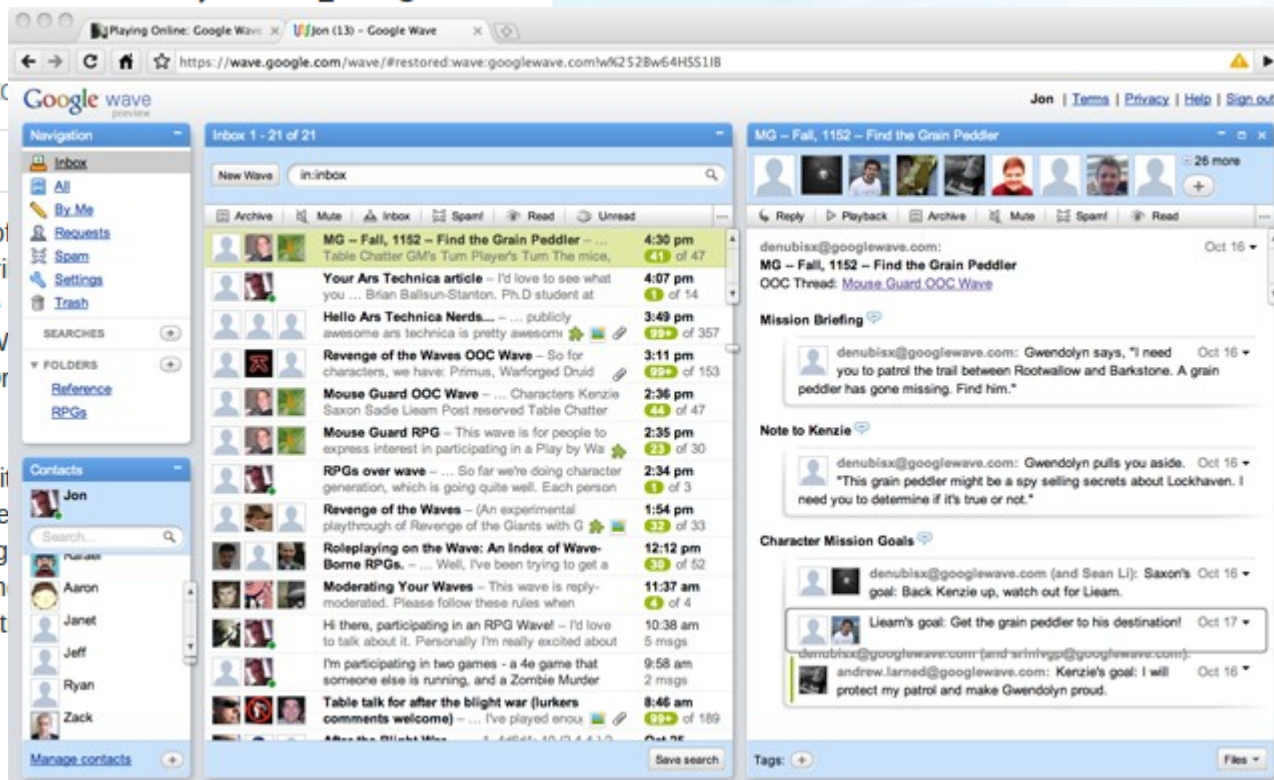 Playing Online: Google Wave
Jon (13) – Google Wave
https://wave.google.com/wave/#restored:wave:googlewave.com!w%252Bw64HSS1IB
Google wave
preview
Jon | Terms | Privacy | Help | Sign out
Navigation
Inbox
All
By Me
Requests
Spam
Settings
Trash
SEARCHES
FOLDERS
Reference
RPGs
Contacts
Jon
Search...
Aaron
Janet
Jeff
Ryan
Zack
Manage contacts
Inbox 1 - 21 of 21
New Wave
in:inbox
Archive Mute Inbox Spam! Read Unread ...
MG – Fall, 1152 – Find the Grain Peddler – ... 4:30 pm
Table Chatter GM's Turn Player's Turn The mice, 41 of 47
Your Ars Technica article – I'd love to see what 4:07 pm
you ... Brian Ballsun-Stanton. Ph.D student at 1 of 14
Hello Ars Technica Nerds... – ... publicly 3:49 pm
awesome ars technica is pretty awesome 99+ of 357
Revenge of the Waves OOC Wave – So for 3:11 pm
characters, we have: Primus, Warforged Druid 99+ of 153
Mouse Guard OOC Wave – ... Characters Kenzie 2:36 pm
Saxon Sadie Lieam Post reserved Table Chatter 44 of 47
Mouse Guard RPG – This wave is for people to 2:35 pm
express interest in participating in a Play by Wa 23 of 30
RPGs over wave – ... So far we're doing character 2:34 pm
generation, which is going quite well. Each person 1 of 3
Revenge of the Waves – (An experimental 1:54 pm
playthrough of Revenge of the Giants with G 32 of 33
Roleplaying on the Wave: An Index of Wave- 12:12 pm
Borne RPGs. – ... Well, I've been trying to get a 30 of 52
Moderating Your Waves – This wave is reply- 11:37 am
moderated. Please follow these rules when 4 of 4
Hi there, participating in an RPG Wave! – I'd love 10:38 am
to talk about it. Personally I'm really excited about 5 msgs
I'm participating in two games - a 4e game that 9:58 am
someone else is running, and a Zombie Murder 2 msgs
Table talk for after the blight war (lurkers 8:46 am
comments welcome) – ... I've played enou 99+ of 189
Save search
MG – Fall, 1152 – Find the Grain Peddler
26 more
Reply Playback Archive Mute Spam! Read ...
denubisx@googlewave.com: Oct 16
MG – Fall, 1152 – Find the Grain Peddler
OOC Thread: Mouse Guard OOC Wave
Mission Briefing
denubisx@googlewave.com: Gwendolyn says, "I need Oct 16
you to patrol the trail between Rootwallow and Barkstone. A grain
peddler has gone missing. Find him."
Note to Kenzie
denubisx@googlewave.com: Gwendolyn pulls you aside. Oct 16
"This grain peddler might be a spy selling secrets about Lockhaven. I
need you to determine if it's true or not."
Character Mission Goals
denubisx@googlewave.com (and Sean Li): Saxon's Oct 16
goal: Back Kenzie up, watch out for Lieam.
Lieam's goal: Get the grain peddler to his destination! Oct 17
denubisx@googlewave.com (and srinivgp@googlewave.com):
andrew.larned@googlewave.com: Kenzie's goal: I will Oct 16
protect my patrol and make Gwendolyn proud.
Tags:
Files